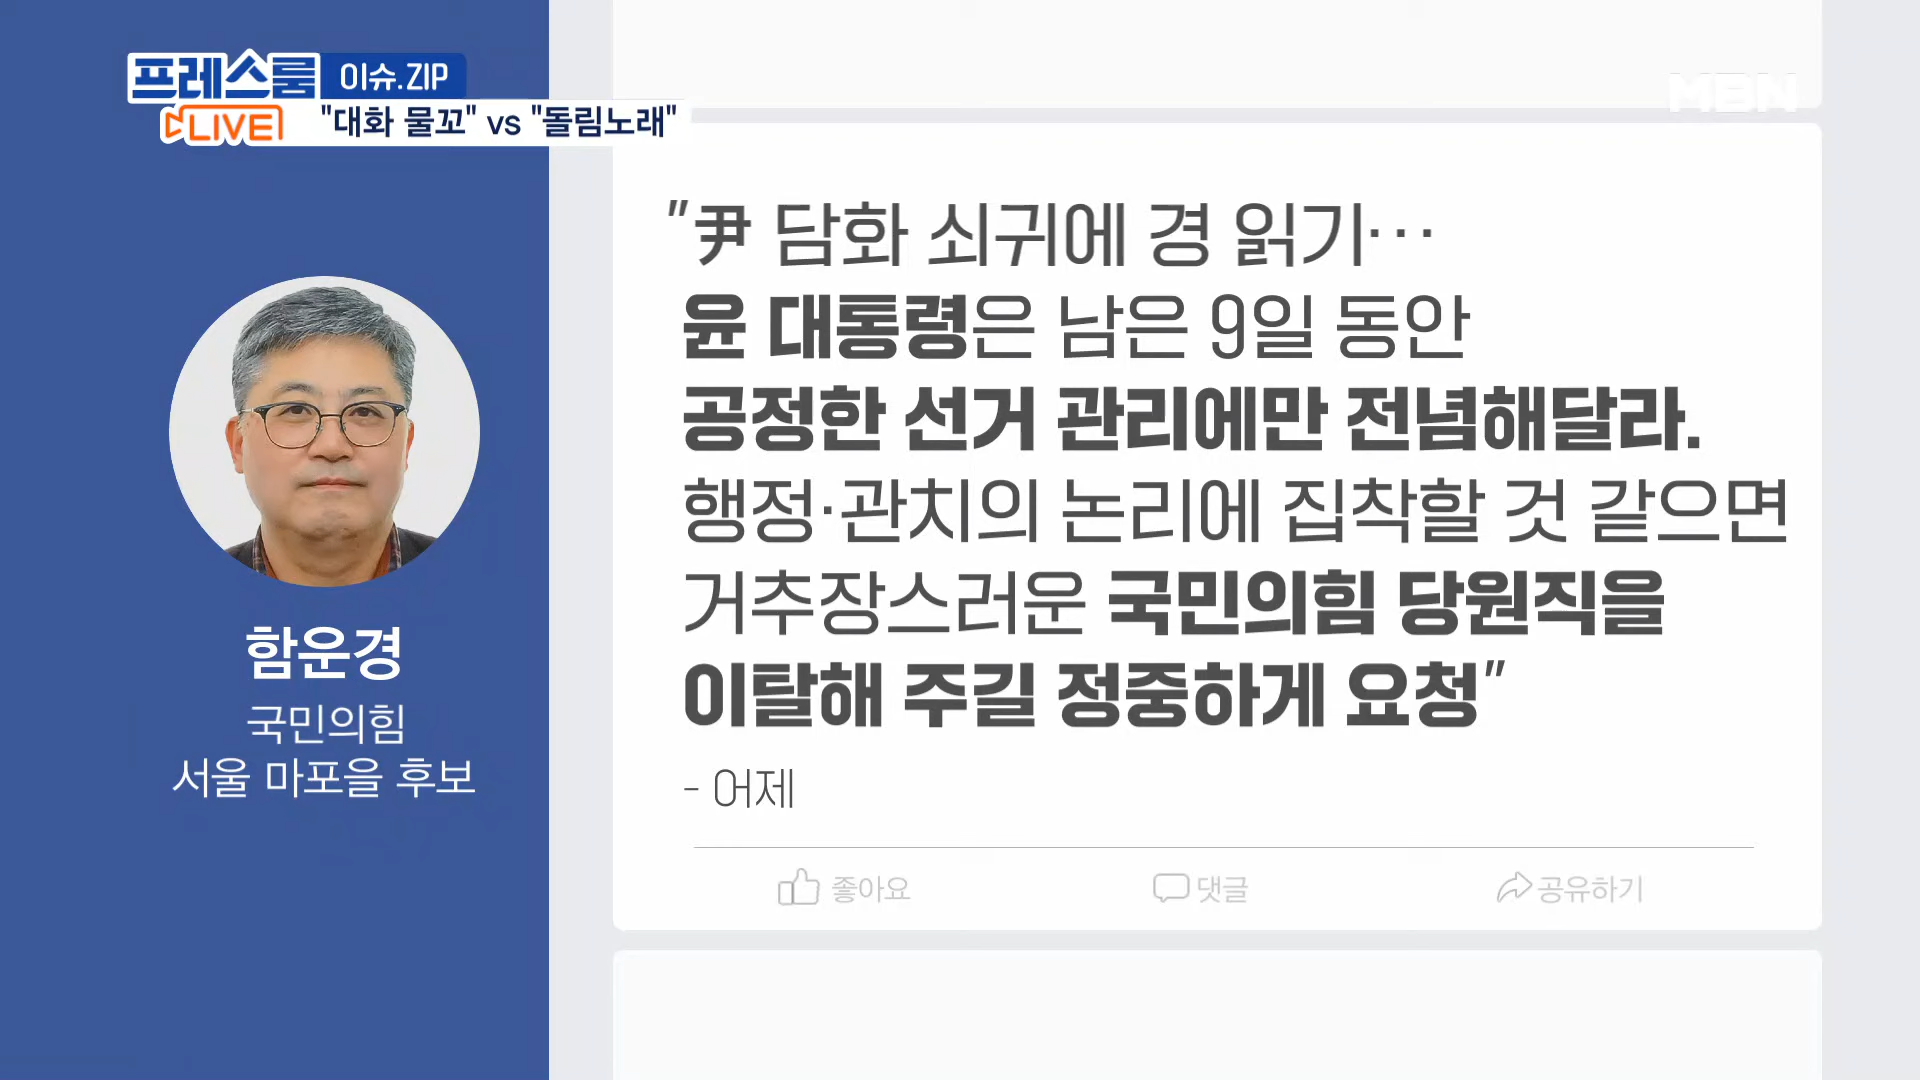 프레스룸 이슈.ZIP
LIVE "대화 물꼬" vs "돌림노래"
MBN
"尹 담화 쇠귀에 경 읽기…
윤 대통령은 남은 9일 동안
공정한 선거 관리에만 전념해달라.
행정·관치의 논리에 집착할 것 같으면
거추장스러운 국민의힘 당원직을
이탈해 주길 정중하게 요청"
- 어제
좋아요 댓글 공유하기
함운경
국민의힘
서울 마포을 후보